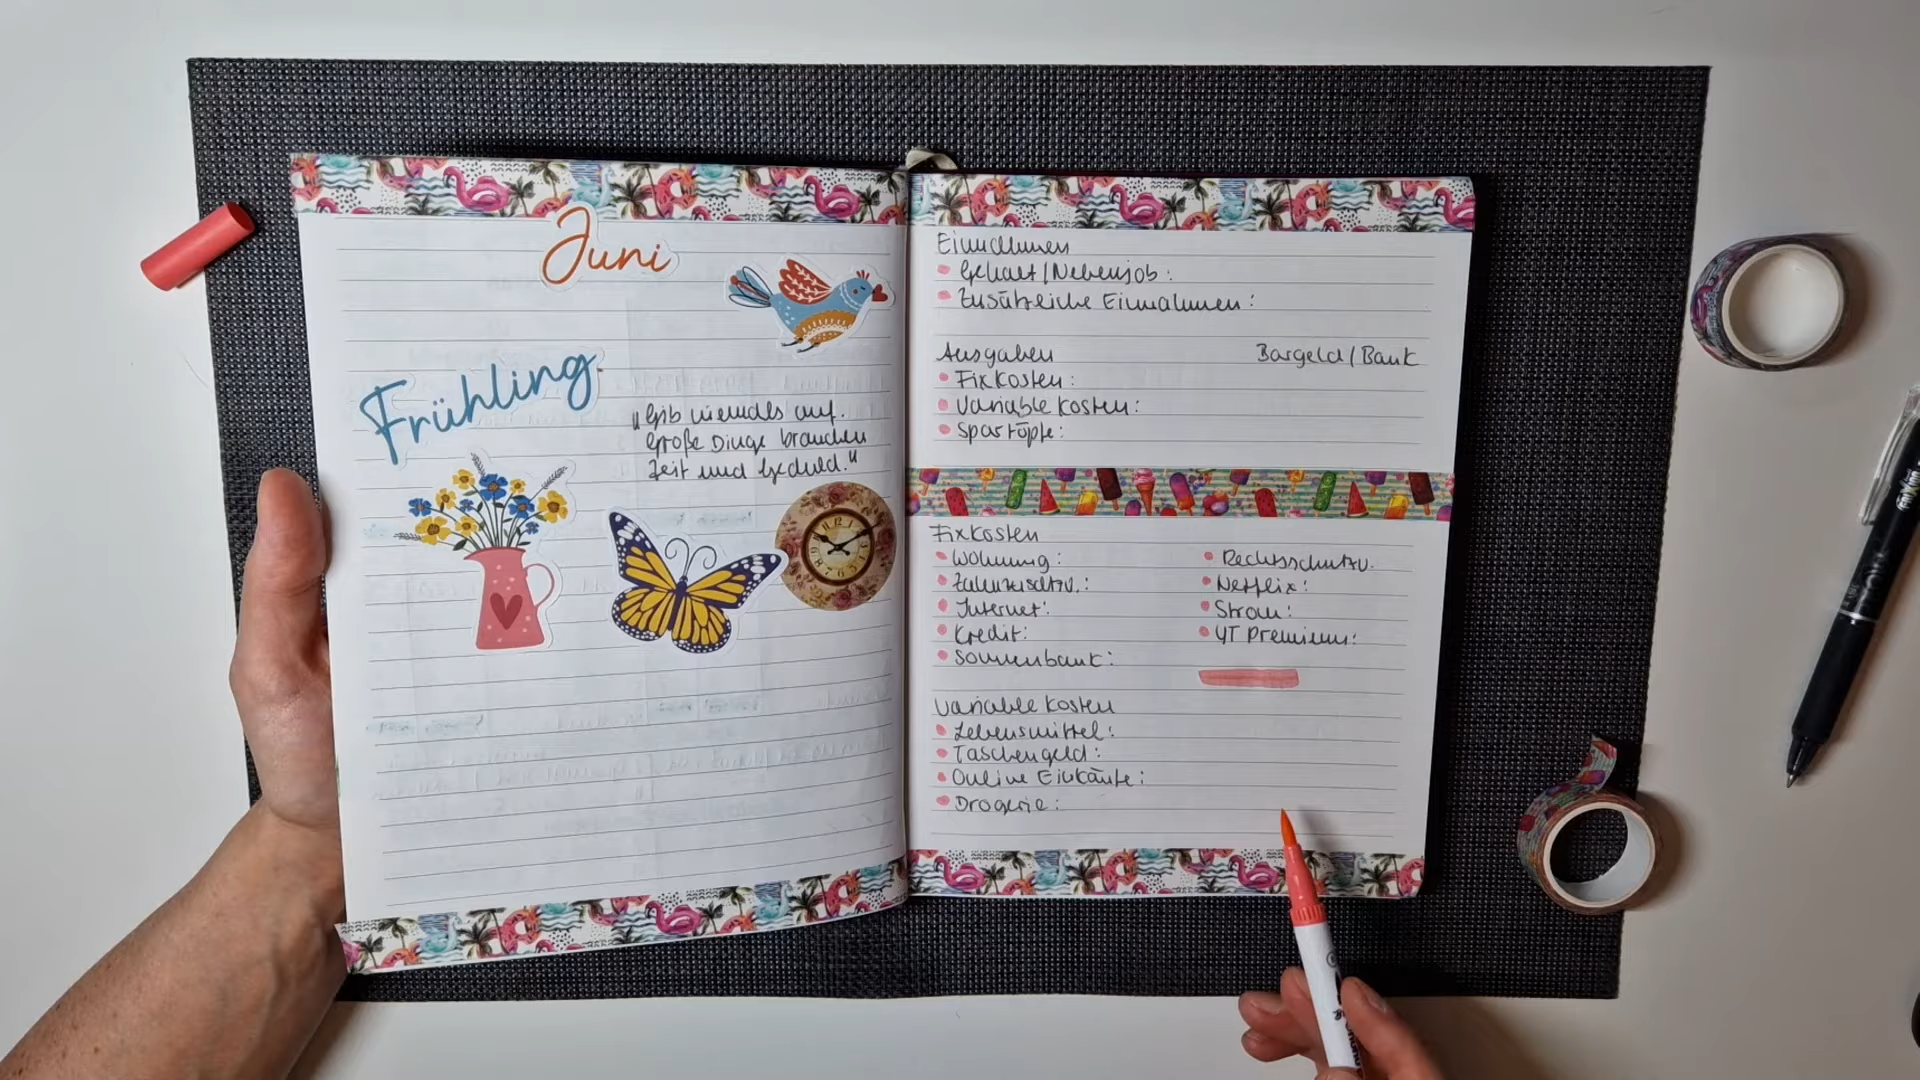 Juni
Frühling
„Gib niemals auf.
Große Dinge brauchen
Zeit und Geduld."
Einnahmen
Gehalt/Nebenjob:
Zusätzliche Einnahmen:
Ausgaben Bargeld/Bank
Fixkosten:
Variable Kosten:
Spartöpfe:
Fixkosten
Wohnung: Rechtsschutzv.
Zahnzusatzv.: Netflix:
Internet: Strom:
Kredit: YT Premium:
Sonnenbank:
Variable Kosten
Lebensmittel:
Taschengeld:
Online Einkäufe:
Drogerie: